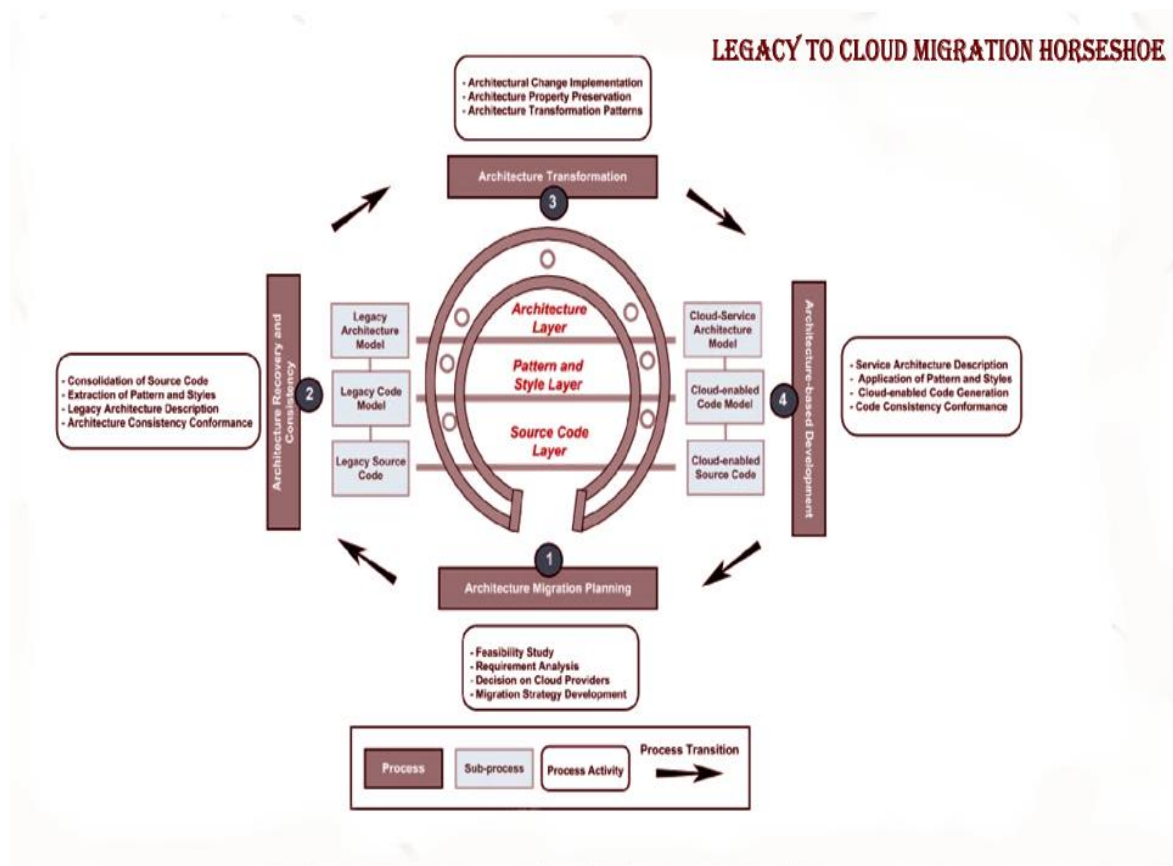 LEGACY TO CLOUD MIGRATION HORSESHOE
- Architectural Change Implementation
- Architecture Property Preservation
- Architecture Transformation Patterns
Architecture Transformation
3
Architecture Recovery and
Consistency
2
- Consolidation of Source Code
- Extraction of Pattern and Styles
- Legacy Architecture Description
- Architecture Consistency Conformance
Legacy
Architecture
Model
Legacy Code
Model
Legacy Source
Code
Architecture
Layer
Pattern and
Style Layer
Source Code
Layer
Cloud-Service
Architecture
Model
Cloud-enabled
Code Model
Cloud-enabled
Source Code
Architecture-based Development
4
- Service Architecture Description
- Application of Pattern and Styles
- Cloud-enabled Code Generation
- Code Consistency Conformance
1
Architecture Migration Planning
- Feasibility Study
- Requirement Analysis
- Decision on Cloud Providers
- Migration Strategy Development
Process
Sub-process
Process Activity
Process Transition